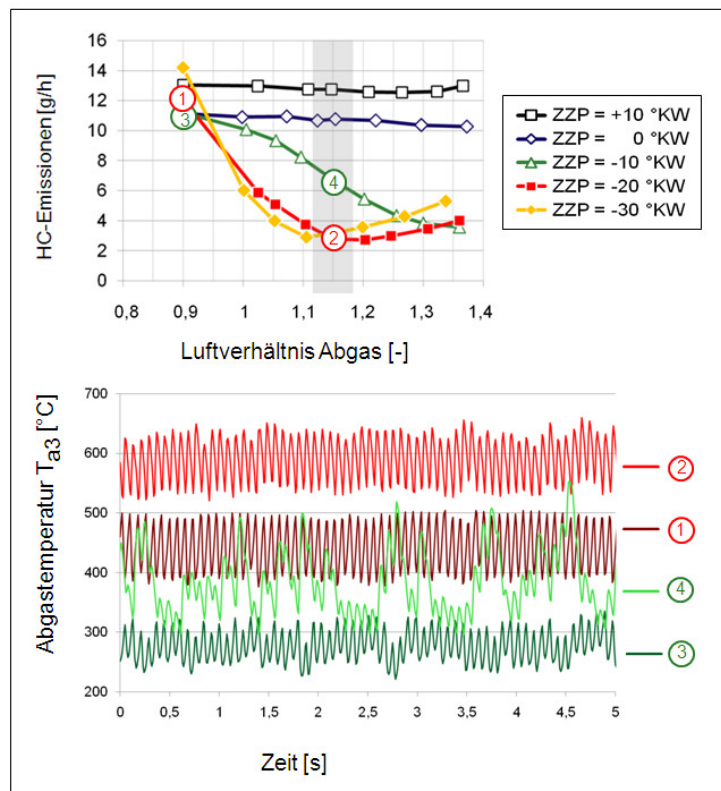 HC-Emissionen [g/h]
16
14
12
10
8
6
4
2
0
0,8 0,9 1 1,1 1,2 1,3 1,4
Luftverhältnis Abgas [-]
1
3
4
2
ZZP = +10 °KW
ZZP = 0 °KW
ZZP = -10 °KW
ZZP = -20 °KW
ZZP = -30 °KW
Abgastemperatur Ta3 [°C]
700
600
500
400
300
200
0 0,5 1 1,5 2 2,5 3 3,5 4 4,5 5
Zeit [s]
2
1
4
3